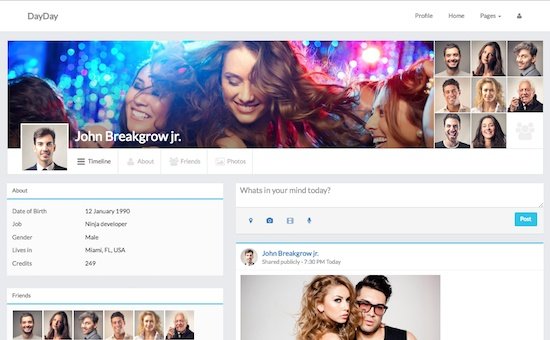 DayDay
Profile Home Pages
John Breakgrow jr.
Timeline About Friends Photos
About
Date of Birth 12 January 1990
Job Ninja developer
Gender Male
Lives in Miami, FL, USA
Credits 249
Friends
Whats in your mind today?
Post
John Breakgrow jr.
Shared publicly - 7:30 PM Today